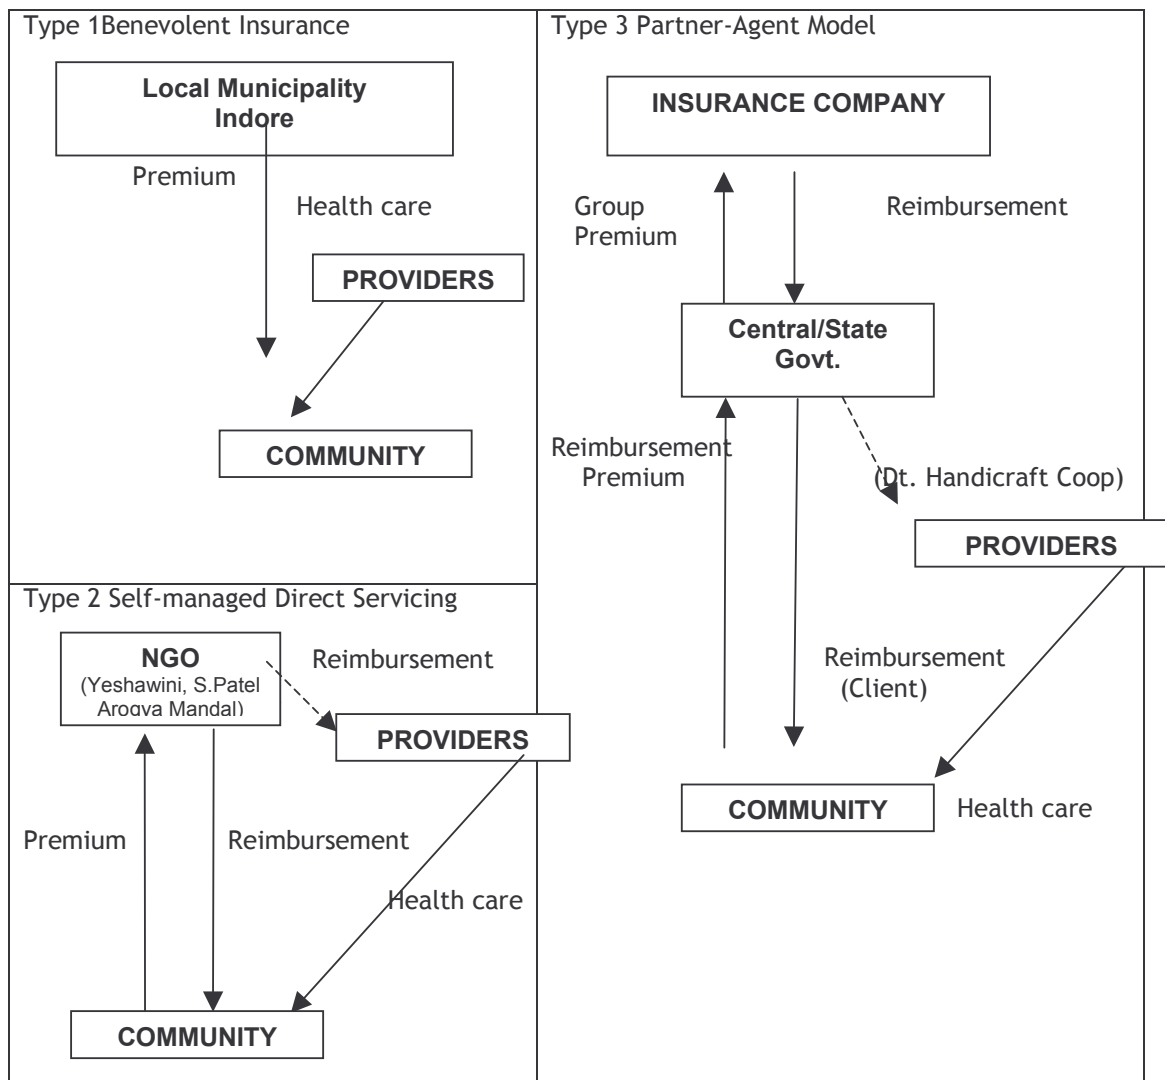 Type 1Benevolent Insurance
Local Municipality
Indore
Premium
Health care
PROVIDERS
COMMUNITY
Type 2 Self-managed Direct Servicing
NGO
(Yeshawini, S.Patel
Arogya Mandal)
Reimbursement
PROVIDERS
Premium
Reimbursement
Health care
COMMUNITY
Type 3 Partner-Agent Model
INSURANCE COMPANY
Group
Premium
Reimbursement
Central/State
Govt.
Reimbursement
Premium
(Dt. Handicraft Coop)
PROVIDERS
Reimbursement
(Client)
COMMUNITY
Health care